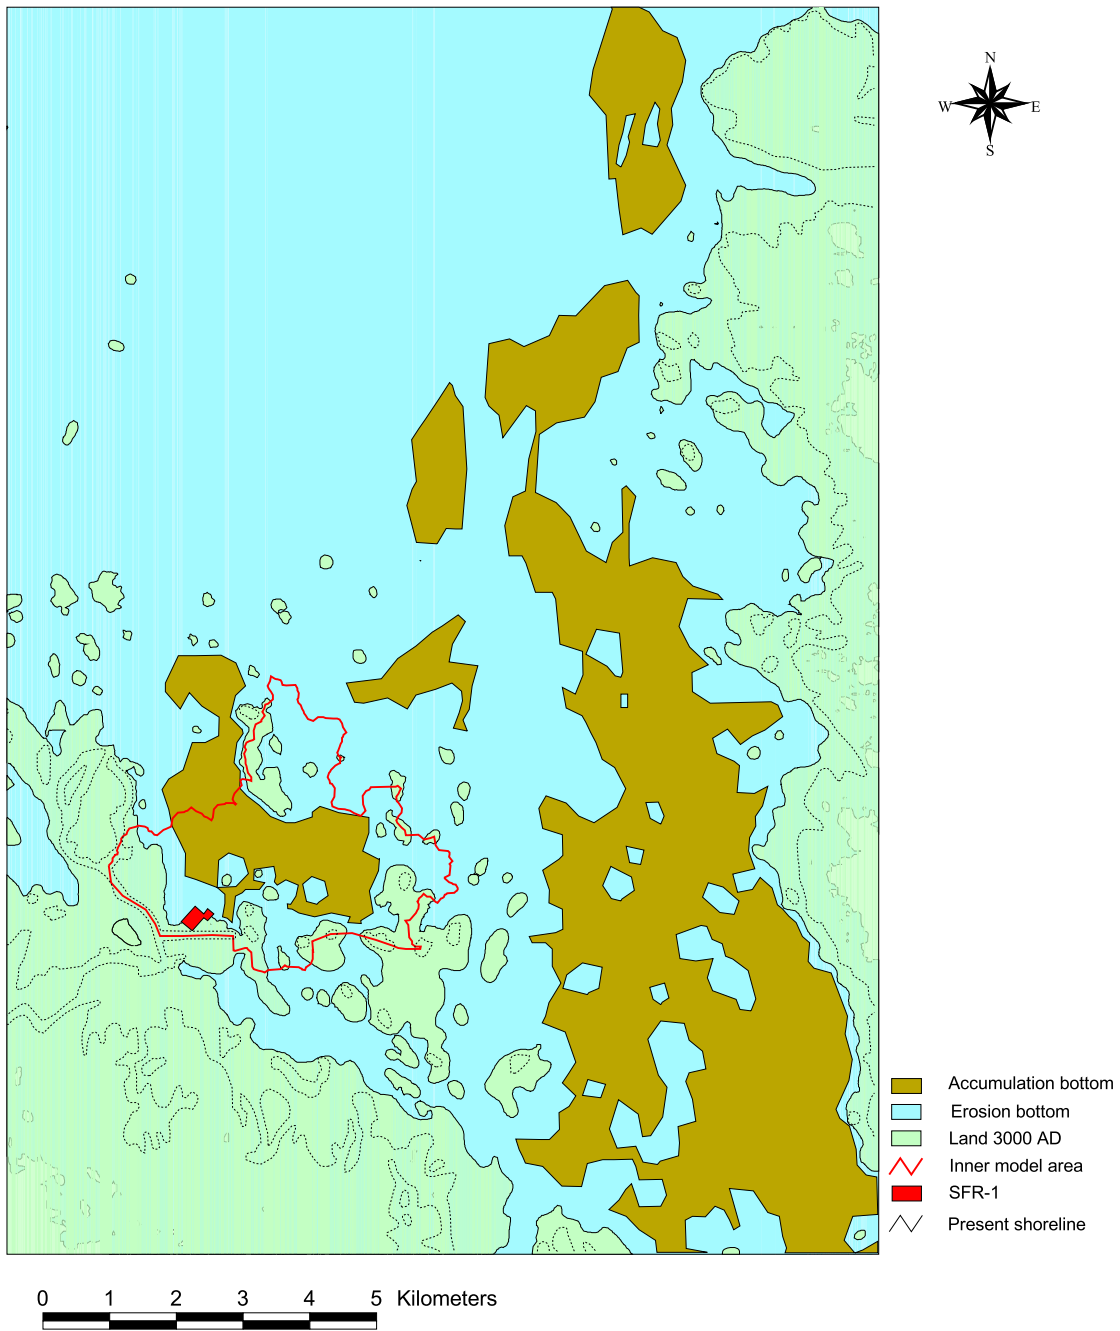 N
W E
S
Accumulation bottom
Erosion bottom
Land 3000 AD
Inner model area
SFR-1
Present shoreline
0 1 2 3 4 5 Kilometers